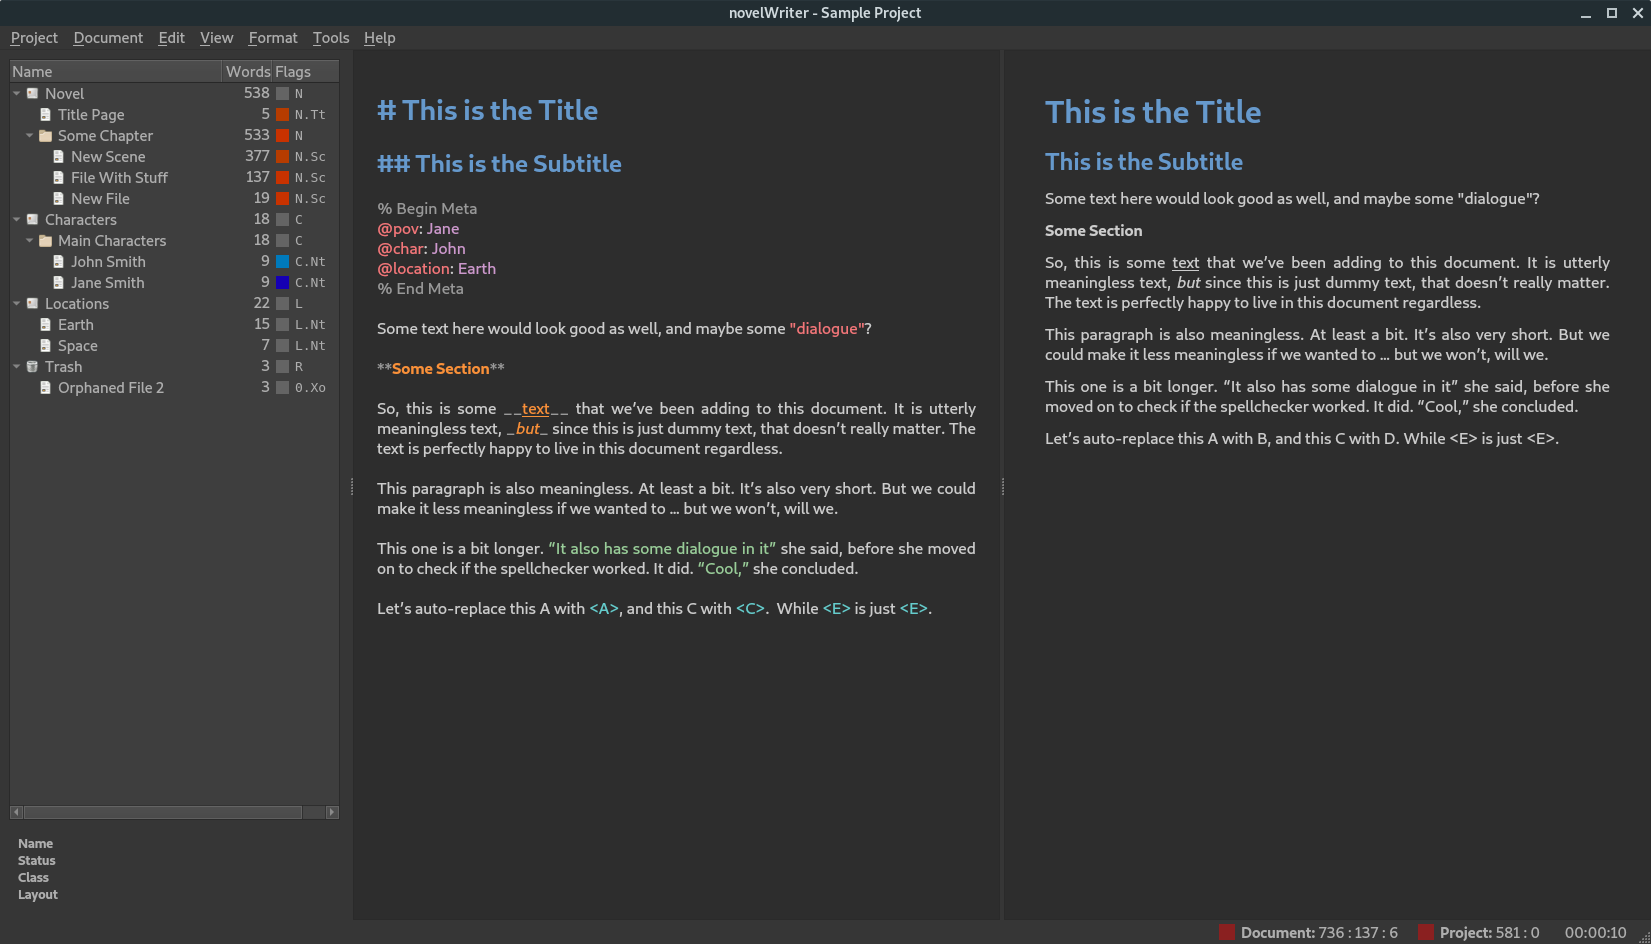 novelWriter - Sample Project
Project Document Edit View Format Tools Help
Name Words Flags
Novel 538 N
Title Page 5 N.Tt
Some Chapter 533 N
New Scene 377 N.Sc
File With Stuff 137 N.Sc
New File 19 N.Sc
Characters 18 C
Main Characters 18 C
John Smith 9 C.Nt
Jane Smith 9 C.Nt
Locations 22 L
Earth 15 L.Nt
Space 7 L.Nt
Trash 3 R
Orphaned File 2 3 0.Xo
Name
Status
Class
Layout
# This is the Title
## This is the Subtitle
% Begin Meta
@pov: Jane
@char: John
@location: Earth
% End Meta
Some text here would look good as well, and maybe some "dialogue"?
**Some Section**
So, this is some __text__ that we’ve been adding to this document. It is utterly
meaningless text, _but_ since this is just dummy text, that doesn’t really matter. The
text is perfectly happy to live in this document regardless.
This paragraph is also meaningless. At least a bit. It’s also very short. But we could
make it less meaningless if we wanted to … but we won’t, will we.
This one is a bit longer. “It also has some dialogue in it” she said, before she moved
on to check if the spellchecker worked. It did. “Cool,” she concluded.
Let’s auto-replace this A with <A>, and this C with <C>.  While <E> is just <E>.
This is the Title
This is the Subtitle
Some text here would look good as well, and maybe some "dialogue"?
Some Section
So, this is some text that we’ve been adding to this document. It is utterly
meaningless text, but since this is just dummy text, that doesn’t really matter.
The text is perfectly happy to live in this document regardless.
This paragraph is also meaningless. At least a bit. It’s also very short. But we
could make it less meaningless if we wanted to … but we won’t, will we.
This one is a bit longer. “It also has some dialogue in it” she said, before she
moved on to check if the spellchecker worked. It did. “Cool,” she concluded.
Let’s auto-replace this A with B, and this C with D. While <E> is just <E>.
Document: 736 : 137 : 6 Project: 581 : 0 00:00:10